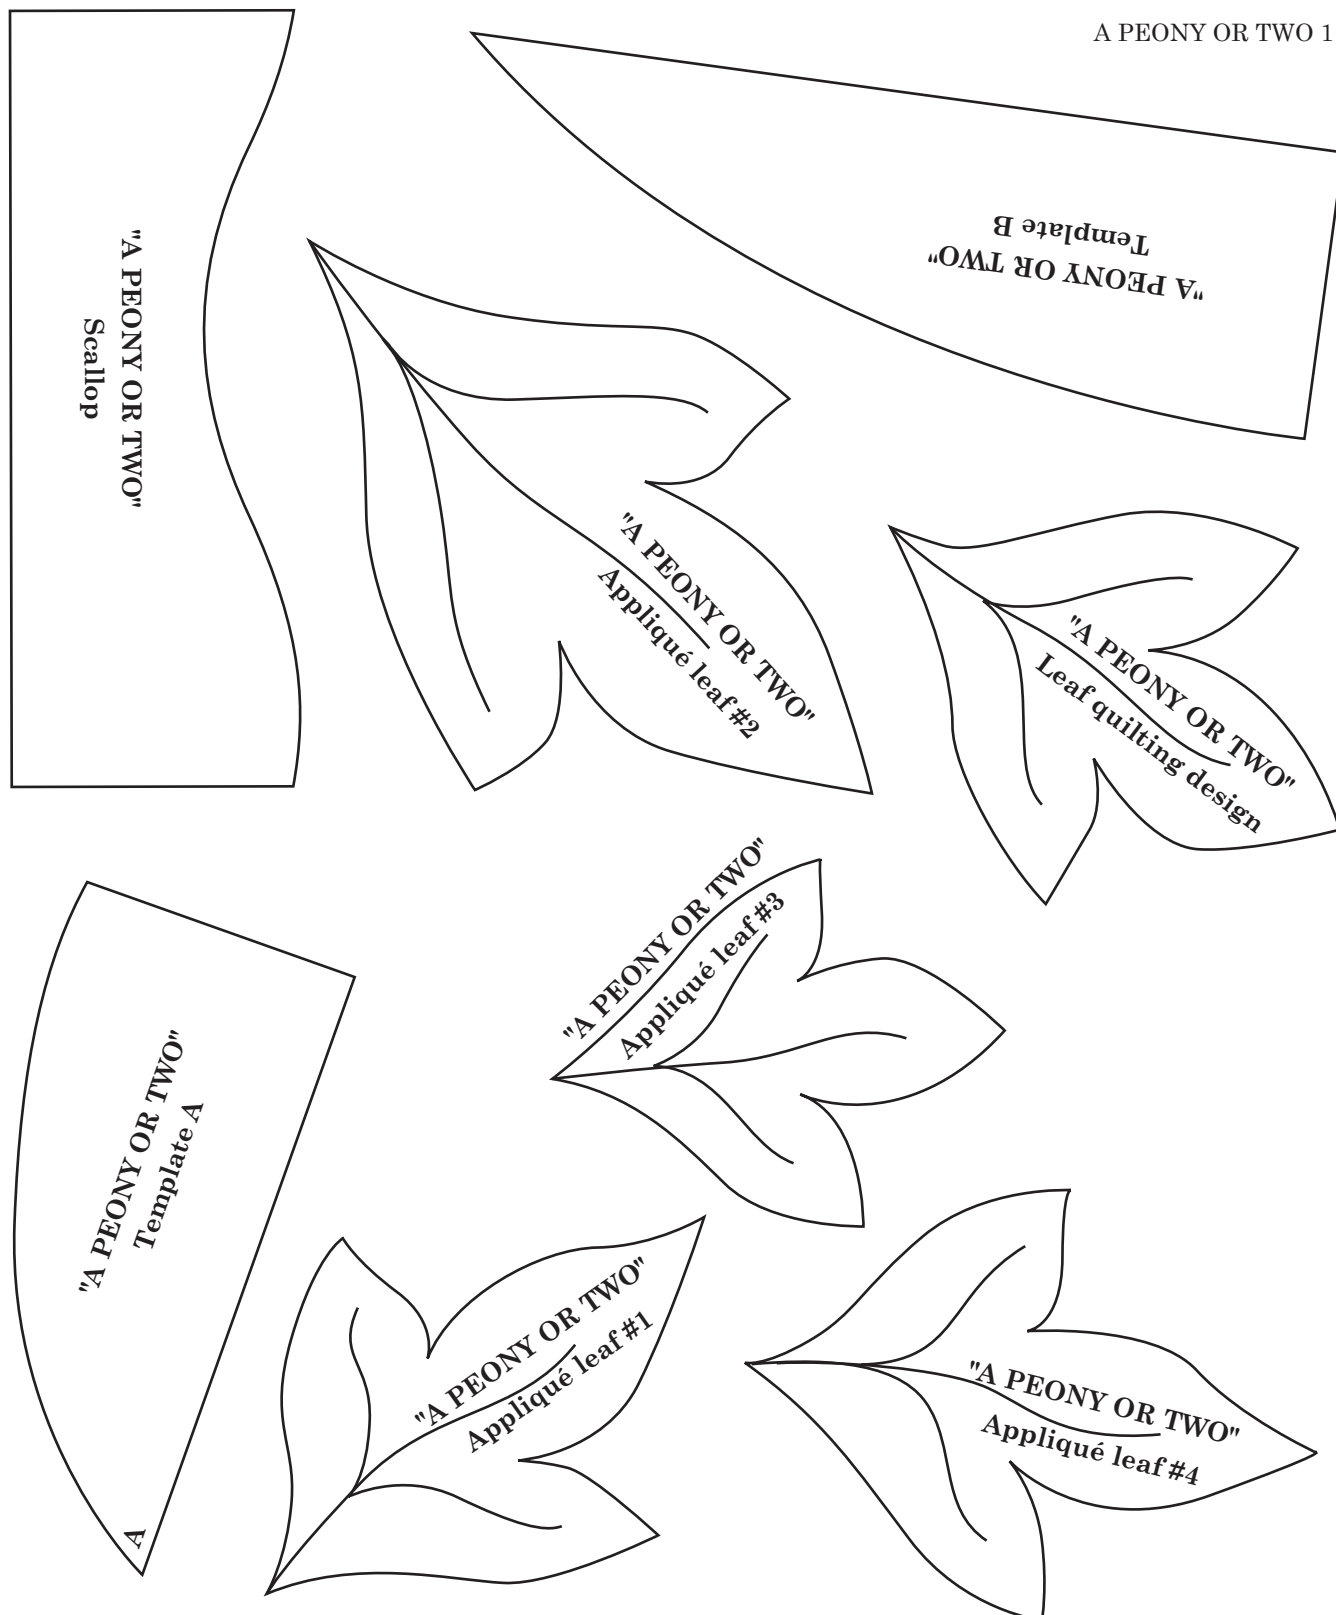 A PEONY OR TWO 1
"A PEONY OR TWO"
Template B
"A PEONY OR TWO"
Scallop
"A PEONY OR TWO"
Appliqué leaf #2
"A PEONY OR TWO"
Leaf quilting design
"A PEONY OR TWO"
Appliqué leaf #3
"A PEONY OR TWO"
Template A
A
"A PEONY OR TWO"
Appliqué leaf #1
"A PEONY OR TWO"
Appliqué leaf #4